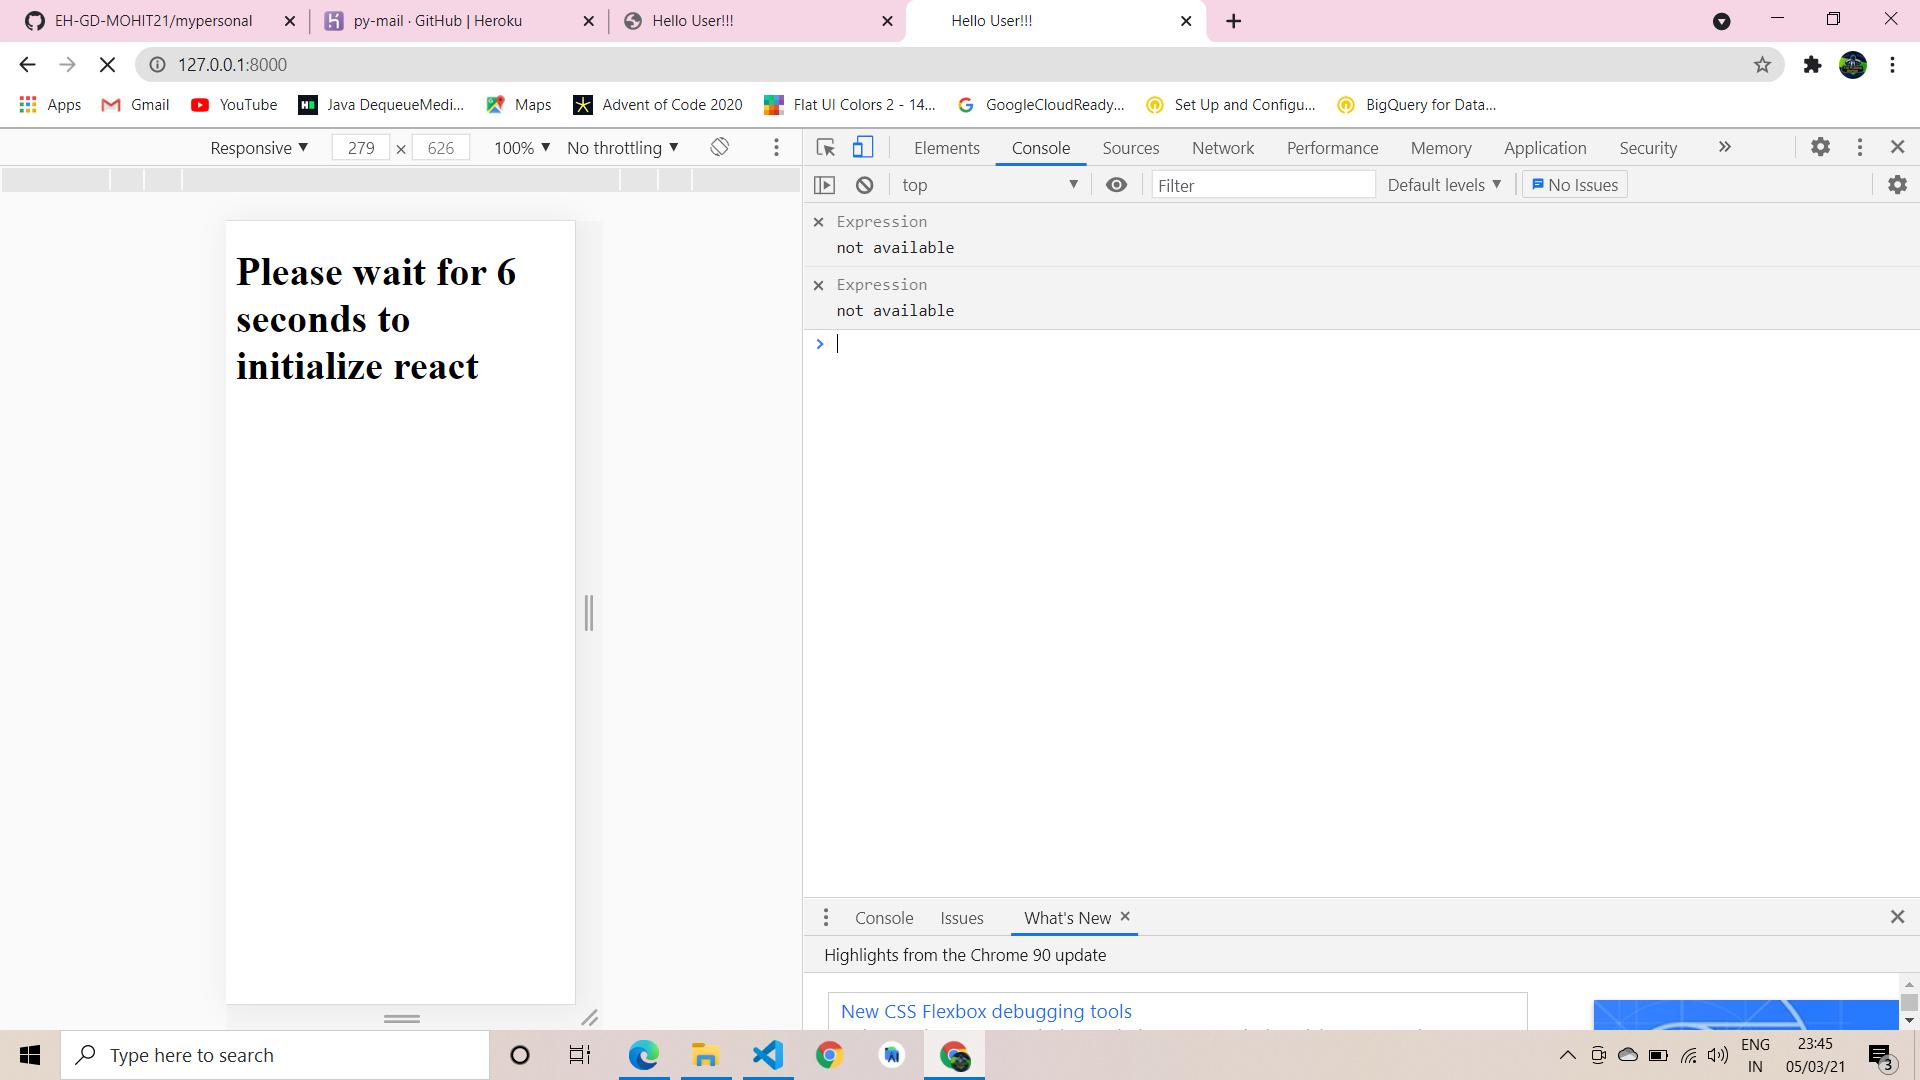 EH-GD-MOHIT21/mypersonal
py-mail · GitHub | Heroku
Hello User!!!
Hello User!!!
127.0.0.1:8000
Apps
Gmail
YouTube
Java DequeueMedi...
Maps
Advent of Code 2020
Flat UI Colors 2 - 14...
GoogleCloudReady...
Set Up and Configu...
BigQuery for Data...
Responsive ▼ 279 × 626 100% ▼ No throttling ▼
Elements Console Sources Network Performance Memory Application Security »
top ▼ Filter Default levels ▼ No Issues
Expression
not available
Expression
not available
>
Please wait for 6
seconds to
initialize react
Console Issues What's New
Highlights from the Chrome 90 update
New CSS Flexbox debugging tools
Type here to search
ENG
IN
23:45
05/03/21
3